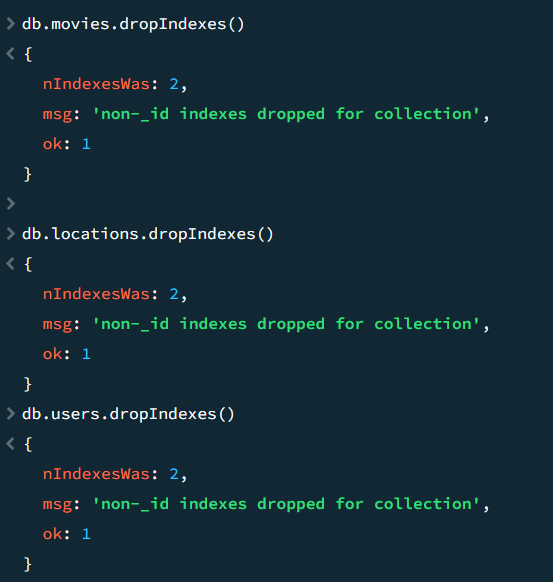 > db.movies.dropIndexes()
< {
nIndexesWas: 2,
msg: 'non-_id indexes dropped for collection',
ok: 1
}
>
> db.locations.dropIndexes()
< {
nIndexesWas: 2,
msg: 'non-_id indexes dropped for collection',
ok: 1
}
> db.users.dropIndexes()
< {
nIndexesWas: 2,
msg: 'non-_id indexes dropped for collection',
ok: 1
}